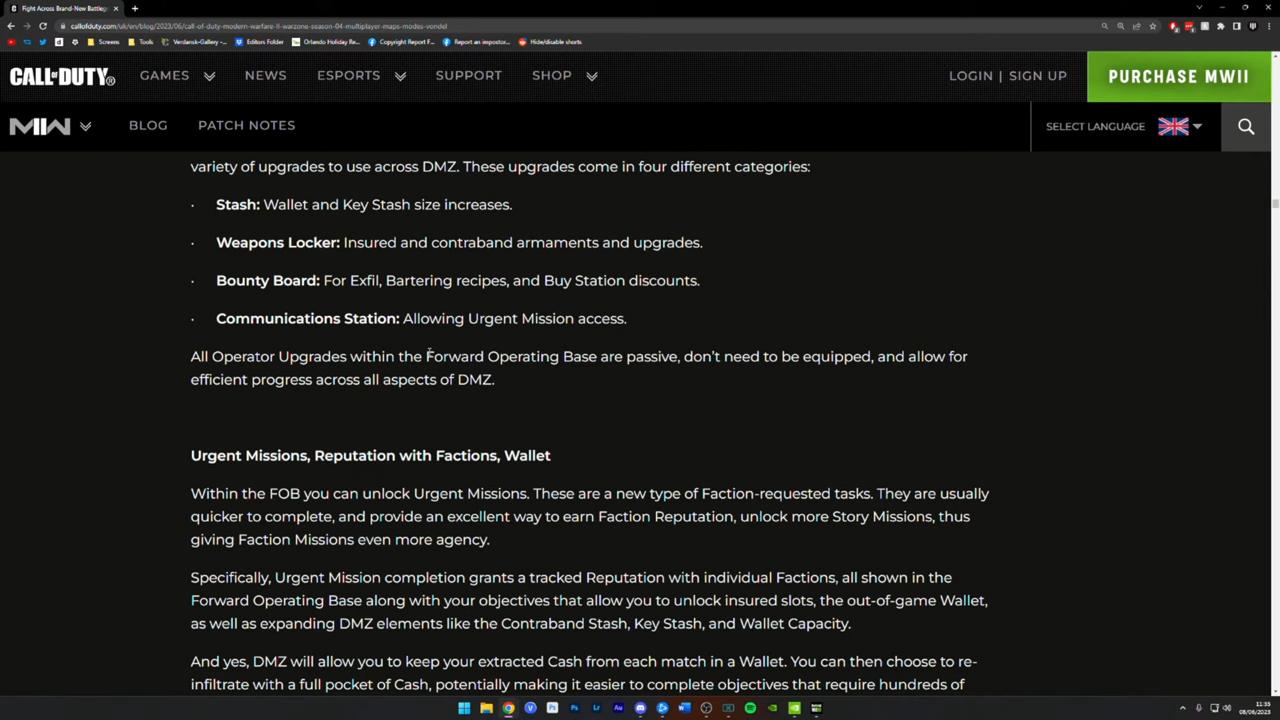 Fight Across Brand-New Battleg
callofduty.com/uk/en/blog/2023/06/call-of-duty-modern-warfare-II-warzone-season-04-multiplayer-maps-modes-vondel
Screens Tools Verdansk-Gallery –... Editors Folder Orlando Holiday Re... Copyright Report F... Report an impostor... Hide/disable shorts
CALL OF DUTY® GAMES NEWS ESPORTS SUPPORT SHOP LOGIN | SIGN UP PURCHASE MWII
MWII BLOG PATCH NOTES SELECT LANGUAGE
variety of upgrades to use across DMZ. These upgrades come in four different categories:
· Stash: Wallet and Key Stash size increases.
· Weapons Locker: Insured and contraband armaments and upgrades.
· Bounty Board: For Exfil, Bartering recipes, and Buy Station discounts.
· Communications Station: Allowing Urgent Mission access.
All Operator Upgrades within the Forward Operating Base are passive, don’t need to be equipped, and allow for
efficient progress across all aspects of DMZ.
Urgent Missions, Reputation with Factions, Wallet
Within the FOB you can unlock Urgent Missions. These are a new type of Faction-requested tasks. They are usually
quicker to complete, and provide an excellent way to earn Faction Reputation, unlock more Story Missions, thus
giving Faction Missions even more agency.
Specifically, Urgent Mission completion grants a tracked Reputation with individual Factions, all shown in the
Forward Operating Base along with your objectives that allow you to unlock insured slots, the out-of-game Wallet,
as well as expanding DMZ elements like the Contraband Stash, Key Stash, and Wallet Capacity.
And yes, DMZ will allow you to keep your extracted Cash from each match in a Wallet. You can then choose to re-
infiltrate with a full pocket of Cash, potentially making it easier to complete objectives that require hundreds of
11:35
08/06/2023